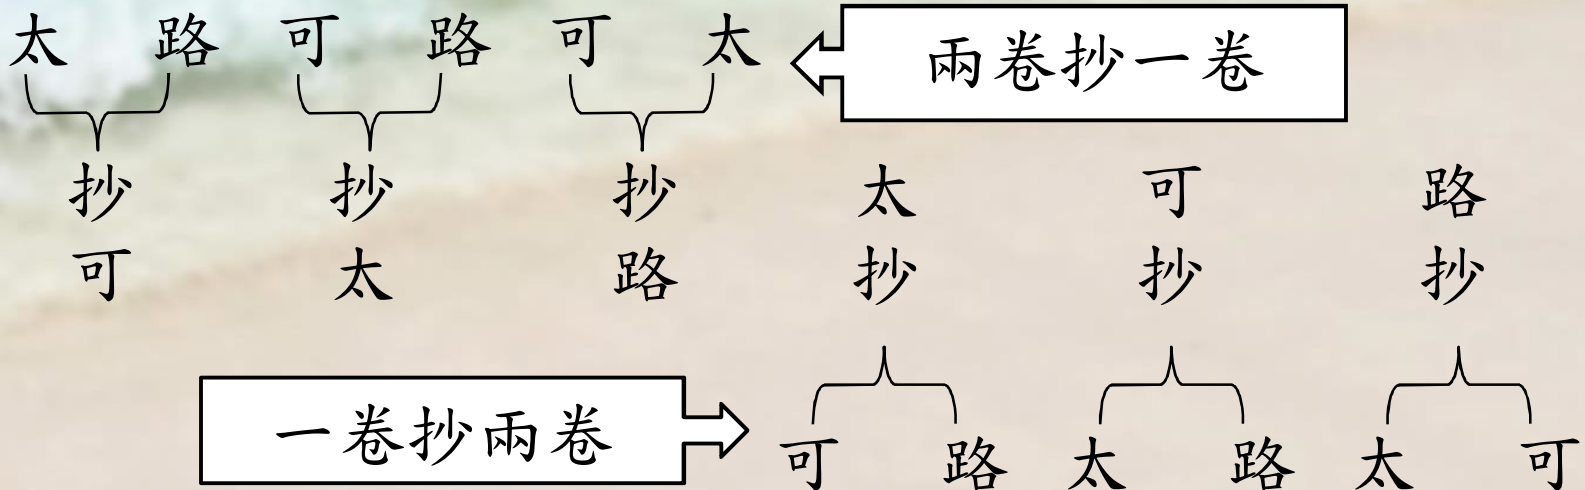 太 路 可 路 可 太
兩卷抄一卷
抄 抄 抄 太 可 路
可 太 路 抄 抄 抄
一卷抄兩卷
可 路 太 路 太 可